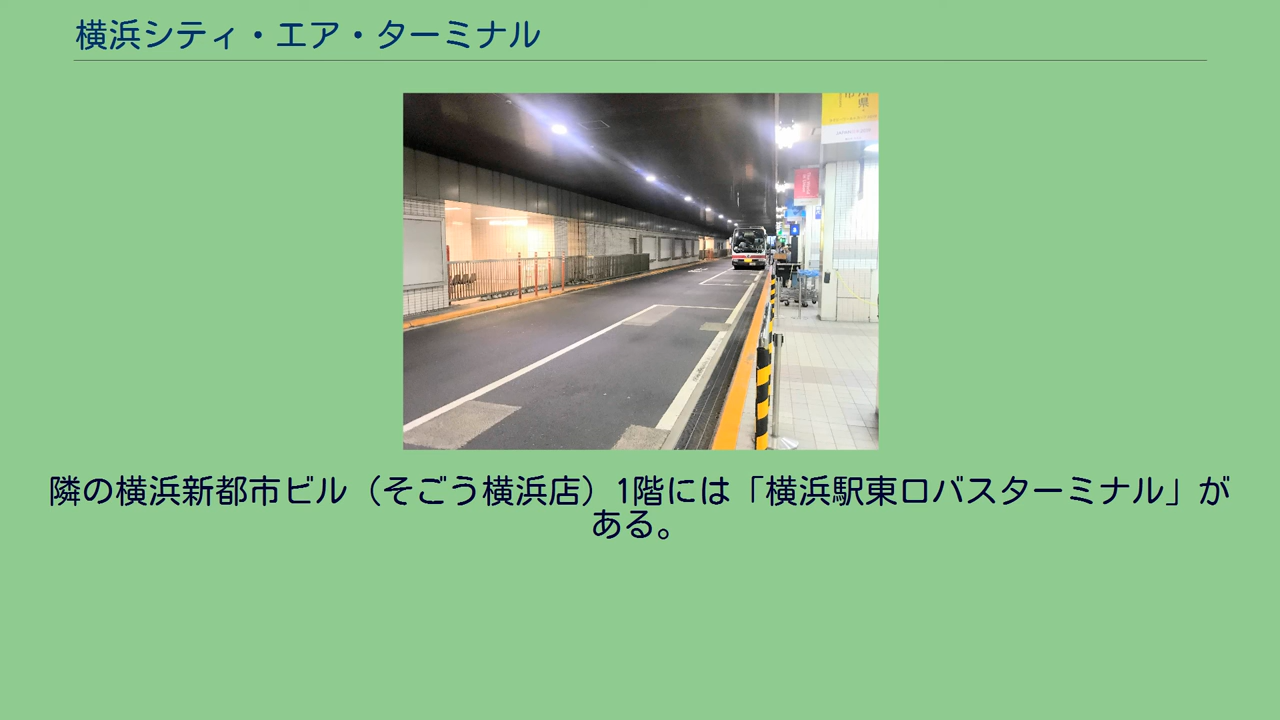 横浜シティ・エア・ターミナル
県
隣の横浜新都市ビル（そごう横浜店）1階には「横浜駅東口バスターミナル」が
ある。